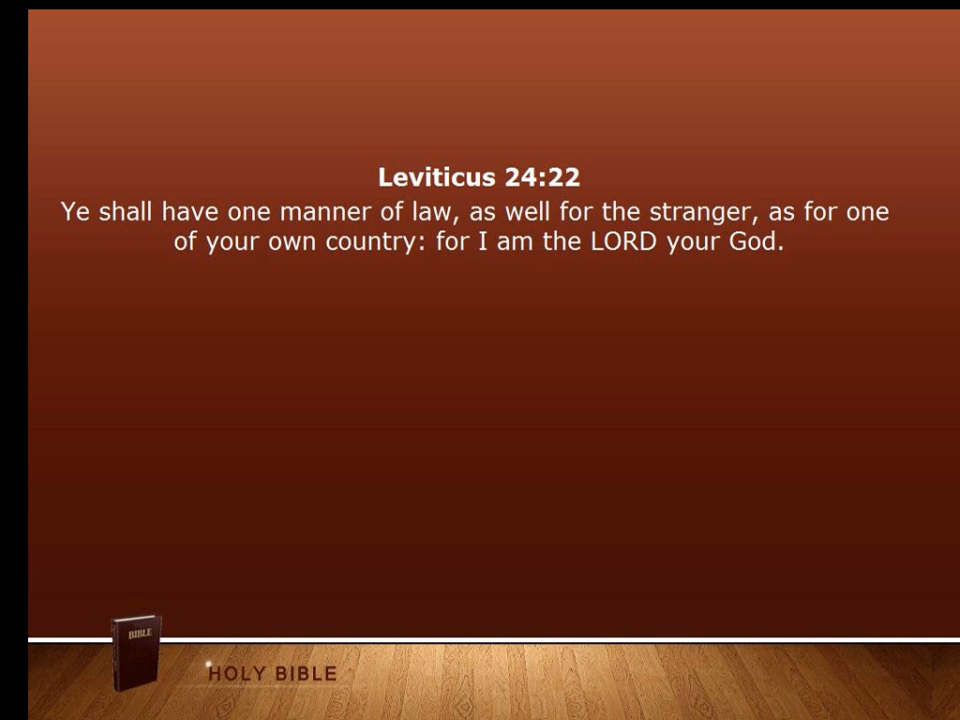 Leviticus 24:22
Ye shall have one manner of law, as well for the stranger, as for one
of your own country: for I am the LORD your God.
BIBLE
HOLY BIBLE